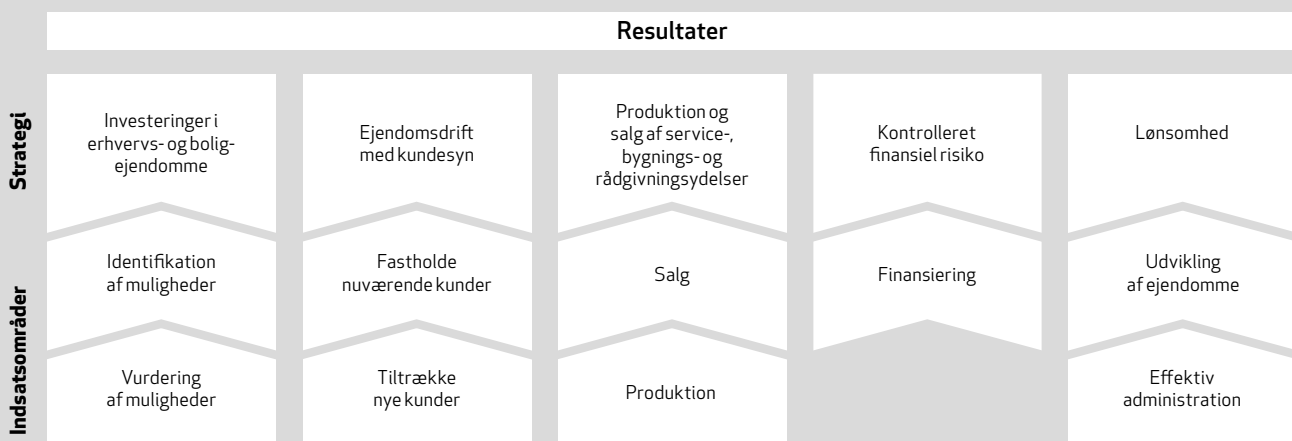 Resultater
Strategi
Investeringer i
erhvervs- og bolig-
ejendomme
Ejendomsdrift
med kundesyn
Produktion og
salg af service-,
bygnings- og
rådgivningsydelser
Kontrolleret
finansiel risiko
Lønsomhed
Indsatsområder
Identifikation
af muligheder
Fastholde
nuværende kunder
Salg
Finansiering
Udvikling
af ejendomme
Vurdering
af muligheder
Tiltrække
nye kunder
Produktion
Effektiv
administration